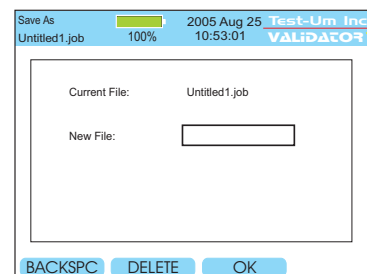 Save As 2005 Aug 25 Test-Um Inc
Untitled1.job 100% 10:53:01 VALiDATOR
Current File: Untitled1.job
New File:
BACKSPC DELETE OK